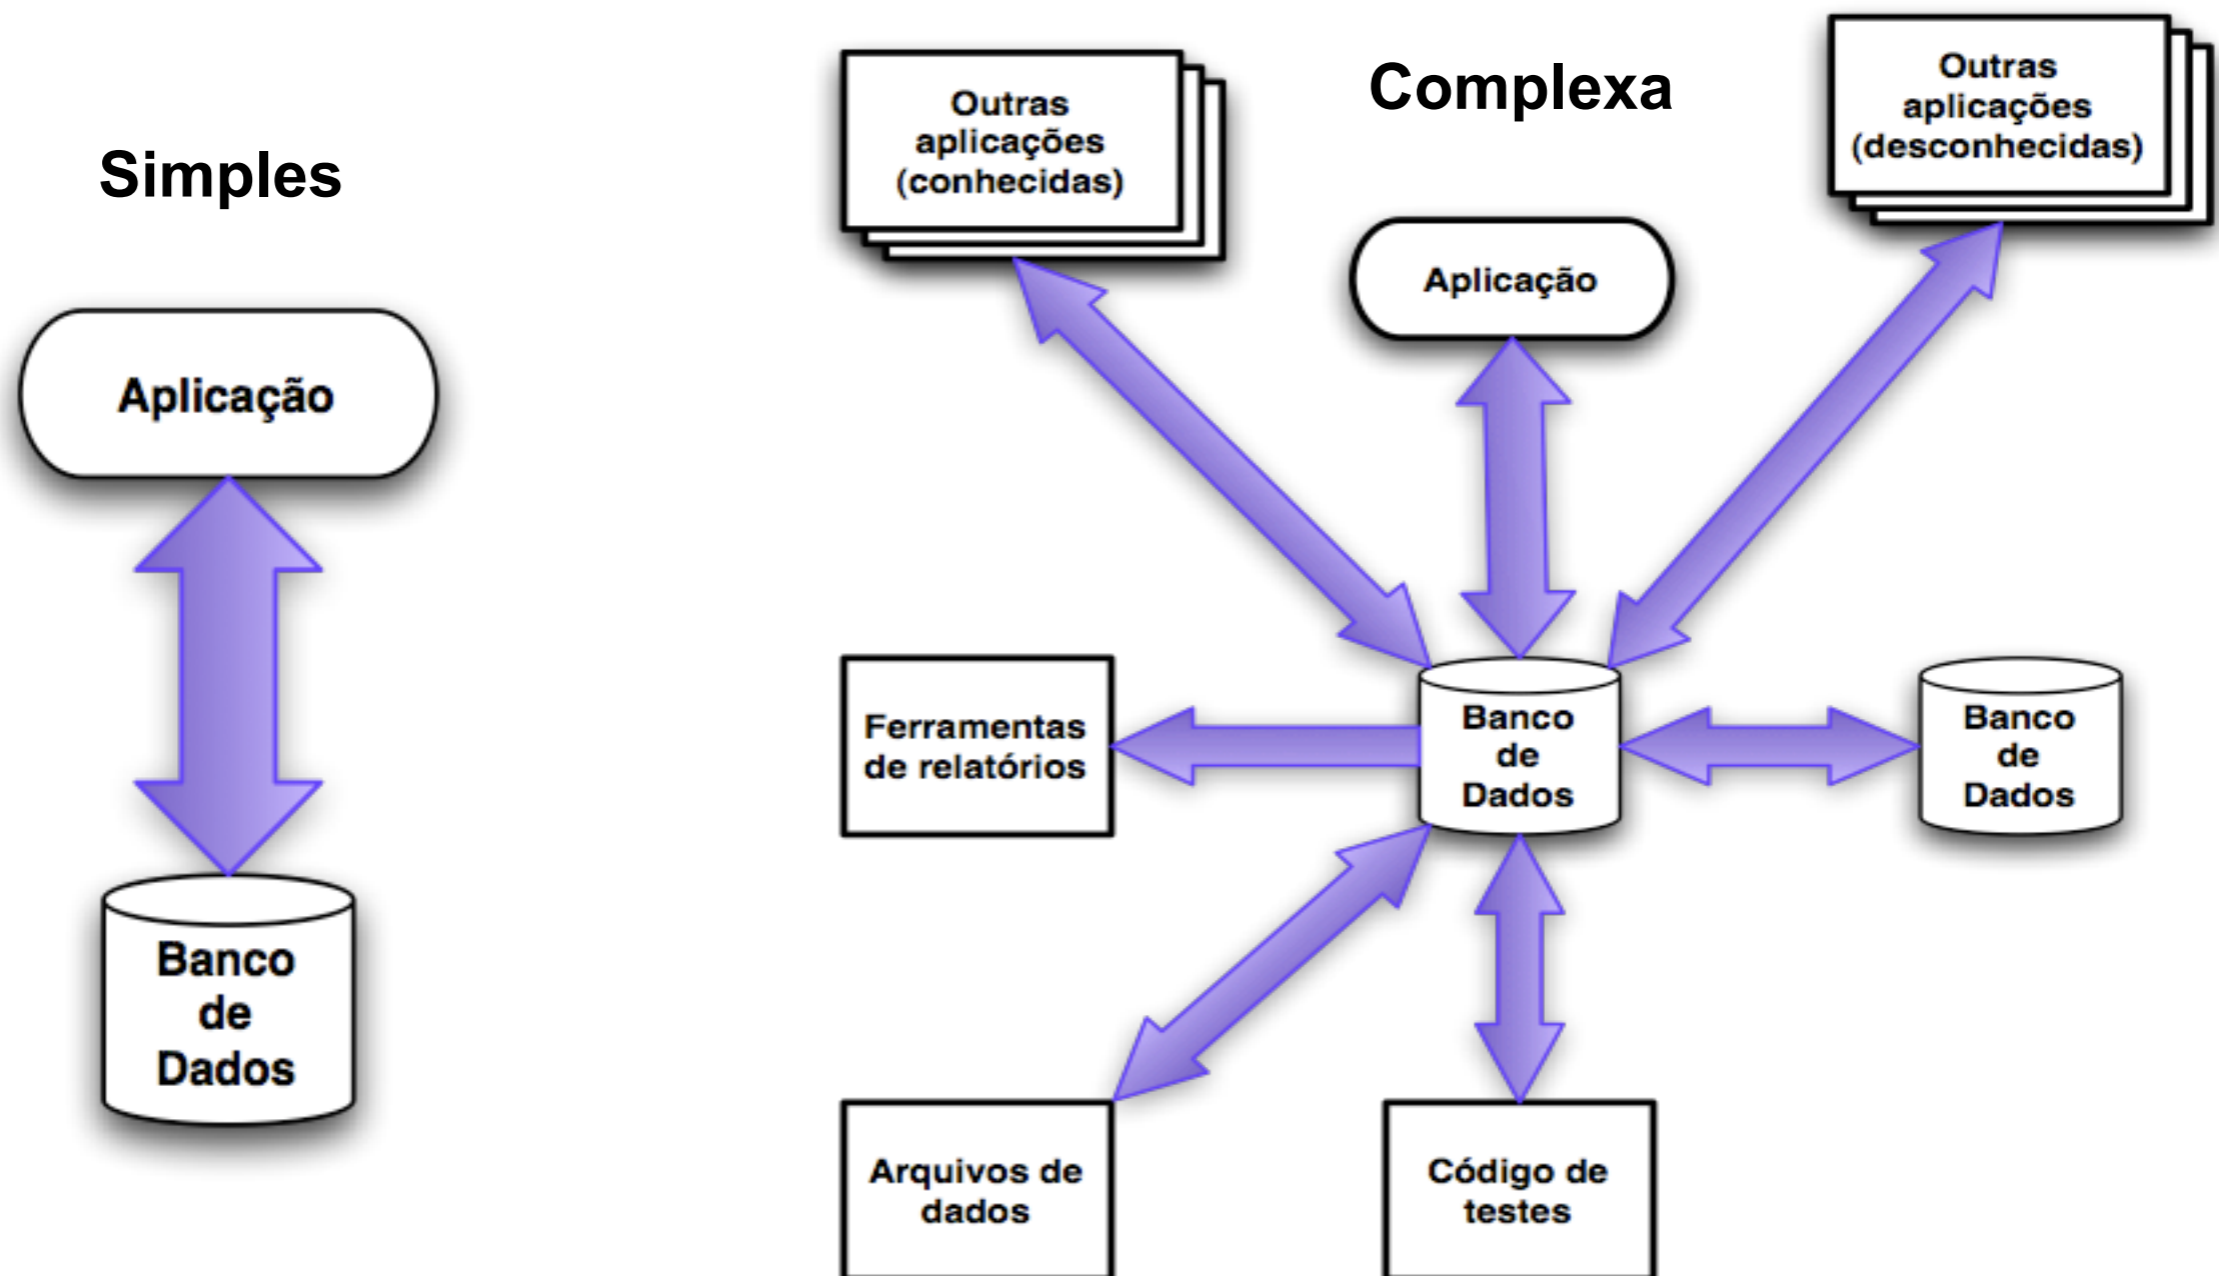 Simples
Aplicação
Banco
de
Dados
Complexa
Outras
aplicações
(conhecidas)
Outras
aplicações
(desconhecidas)
Aplicação
Ferramentas
de relatórios
Banco
de
Dados
Banco
de
Dados
Arquivos de
dados
Código de
testes